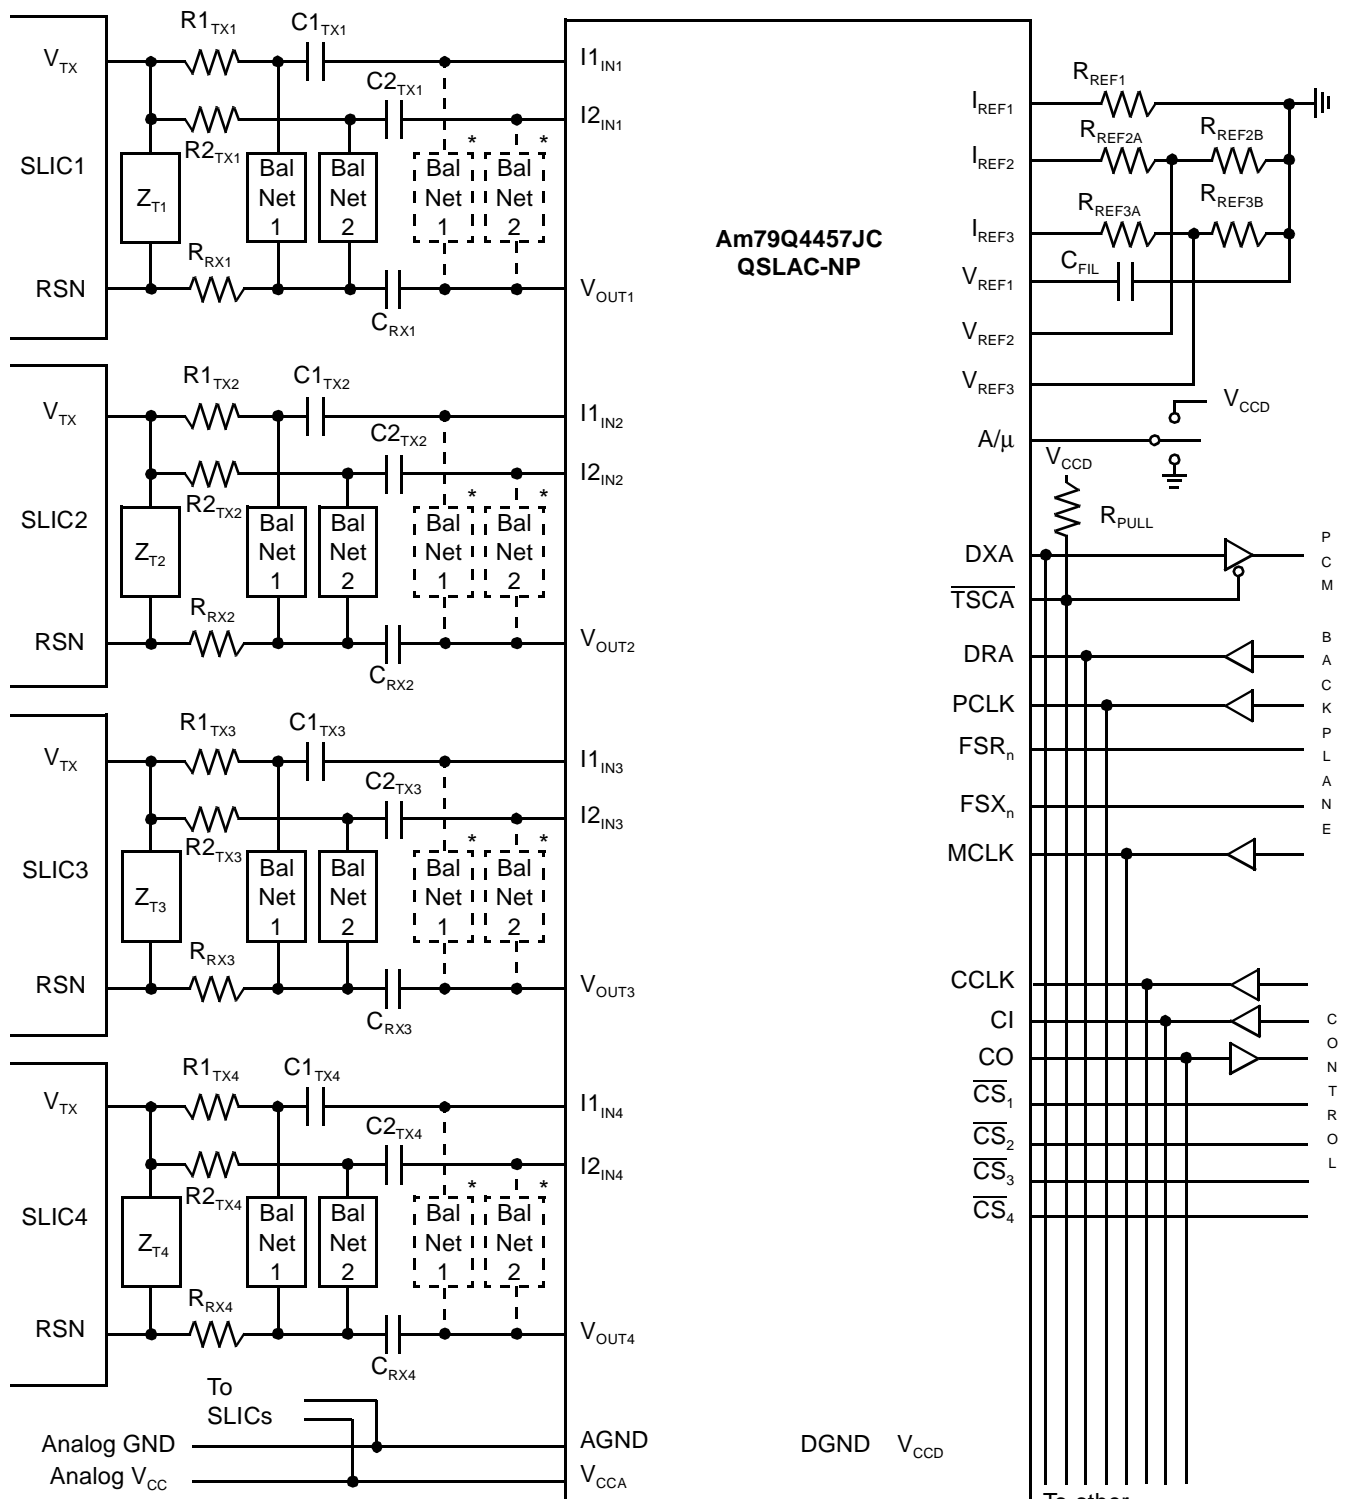 R1TX1 C1TX1
VTX I1IN1
C2TX1
I2IN1
R2TX1
SLIC1
ZT1
Bal Net 1
Bal Net 2
Bal Net 1 *
Bal Net 2 *
RRX1
RSN VOUT1
CRX1
R1TX2 C1TX2
VTX I1IN2
C2TX2
I2IN2
R2TX2
SLIC2
ZT2
Bal Net 1
Bal Net 2
Bal Net 1 *
Bal Net 2 *
RRX2
RSN VOUT2
CRX2
R1TX3 C1TX3
VTX I1IN3
C2TX3
I2IN3
R2TX3
SLIC3
ZT3
Bal Net 1
Bal Net 2
Bal Net 1 *
Bal Net 2 *
RRX3
RSN VOUT3
CRX3
R1TX4 C1TX4
VTX I1IN4
C2TX4
I2IN4
R2TX4
SLIC4
ZT4
Bal Net 1
Bal Net 2
Bal Net 1 *
Bal Net 2 *
RRX4
RSN VOUT4
CRX4
To
SLICs
Analog GND AGND
Analog VCC VCCA
Am79Q4457JC
QSLAC-NP
DGND VCCD
IREF1 RREF1
IREF2 RREF2A RREF2B
IREF3 RREF3A RREF3B
VREF1 CFIL
VREF2
VREF3
A/μ VCCD
VCCD
RPULL
DXA
TSCA
DRA
PCLK
FSRn
FSXn
MCLK
PCM
BACKPLANE
CCLK
CI
CO
CS1
CS2
CS3
CS4
CONTROL
To other